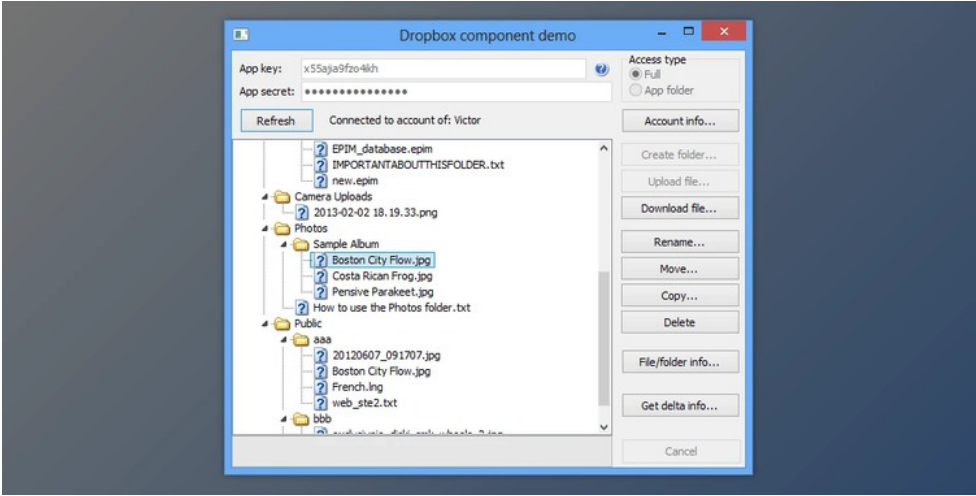 Dropbox component demo
App key: x55ajia9fzo4ikh
App secret: ●●●●●●●●●●●●●●●
Access type
Full
App folder
Refresh
Connected to account of: Victor
Account info...
EPIM_database.epim
IMPORTANTABOUTTHISFOLDER.txt
new.epim
Camera Uploads
2013-02-02 18.19.33.png
Photos
Sample Album
Boston City Flow.jpg
Costa Rican Frog.jpg
Pensive Parakeet.jpg
How to use the Photos folder.txt
Public
aaa
20120607_091707.jpg
Boston City Flow.jpg
French.lng
web_ste2.txt
bbb
Create folder...
Upload file...
Download file...
Rename...
Move...
Copy...
Delete
File/folder info...
Get delta info...
Cancel